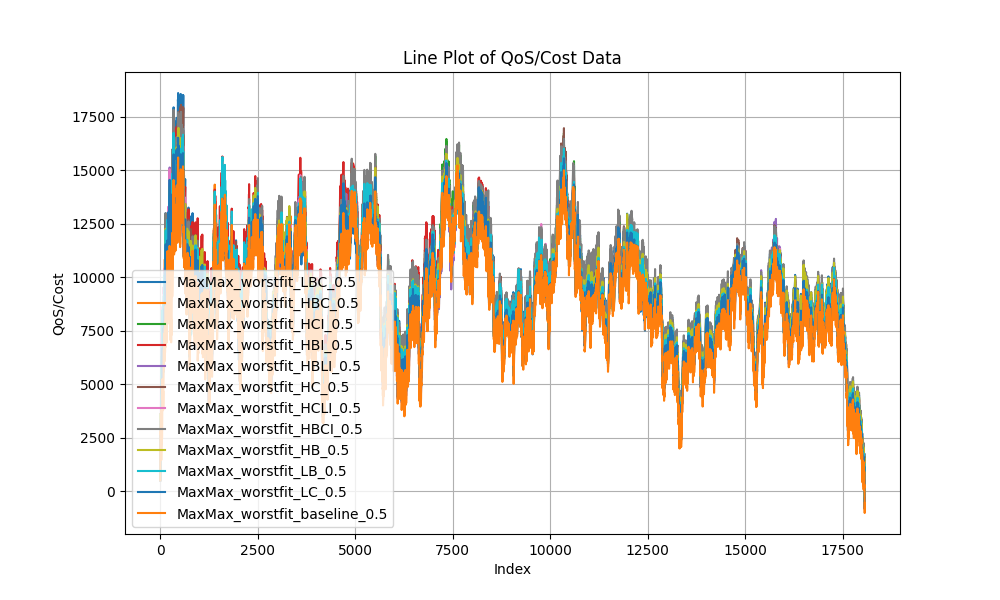 Line Plot of QoS/Cost Data
QoS/Cost
17500
15000
12500
10000
7500
5000
2500
0
MaxMax_worstfit_LBC_0.5
MaxMax_worstfit_HBC_0.5
MaxMax_worstfit_HCI_0.5
MaxMax_worstfit_HBI_0.5
MaxMax_worstfit_HBLI_0.5
MaxMax_worstfit_HC_0.5
MaxMax_worstfit_HCLI_0.5
MaxMax_worstfit_HBCI_0.5
MaxMax_worstfit_HB_0.5
MaxMax_worstfit_LB_0.5
MaxMax_worstfit_LC_0.5
MaxMax_worstfit_baseline_0.5
0 2500 5000 7500 10000 12500 15000 17500
Index